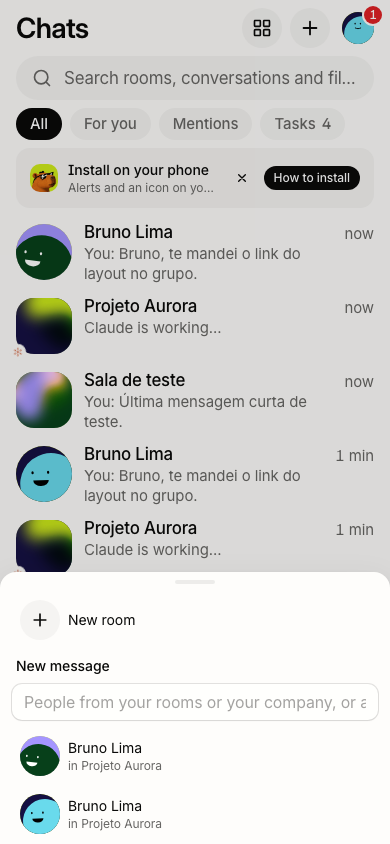 Chats
1
Search rooms, conversations and fil...
All
For you
Mentions
Tasks 4
Install on your phone
Alerts and an icon on yo...
How to install
Bruno Lima
now
You: Bruno, te mandei o link do
layout no grupo.
Projeto Aurora
now
Claude is working...
Sala de teste
now
You: Última mensagem curta de
teste.
Bruno Lima
1 min
You: Bruno, te mandei o link do
layout no grupo.
Projeto Aurora
1 min
Claude is working...
New room
New message
People from your rooms or your company, or a
Bruno Lima
in Projeto Aurora
Bruno Lima
in Projeto Aurora